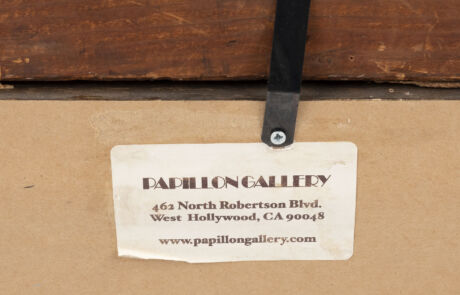 PAPILLON GALLERY
462 North Robertson Blvd.
West Hollywood, CA 90048
www.papillongallery.com